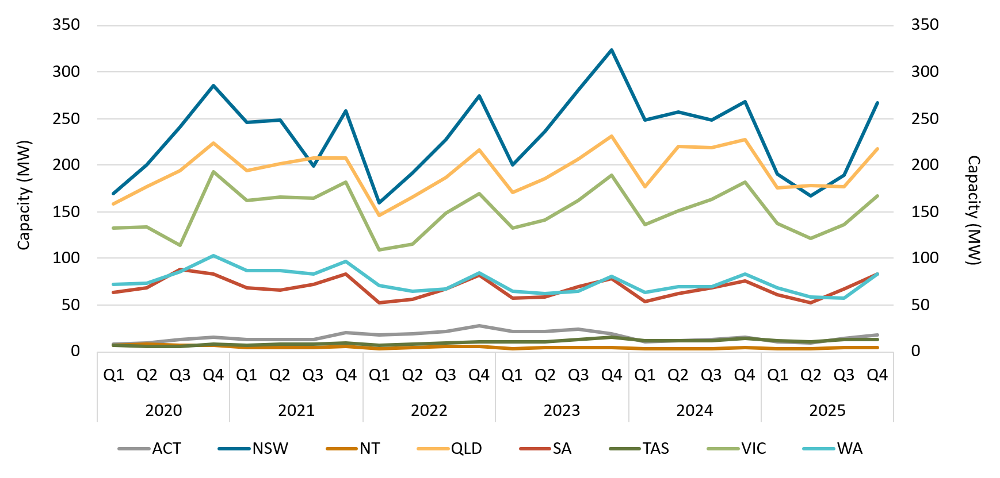 350 350
300 300
250 250
200 200
150 150
100 100
50 50
0 0
Capacity (MW)
Capacity (MW)
Q1 Q2 Q3 Q4 Q1 Q2 Q3 Q4 Q1 Q2 Q3 Q4 Q1 Q2 Q3 Q4 Q1 Q2 Q3 Q4 Q1 Q2 Q3 Q4
2020 2021 2022 2023 2024 2025
ACT NSW NT QLD SA TAS VIC WA